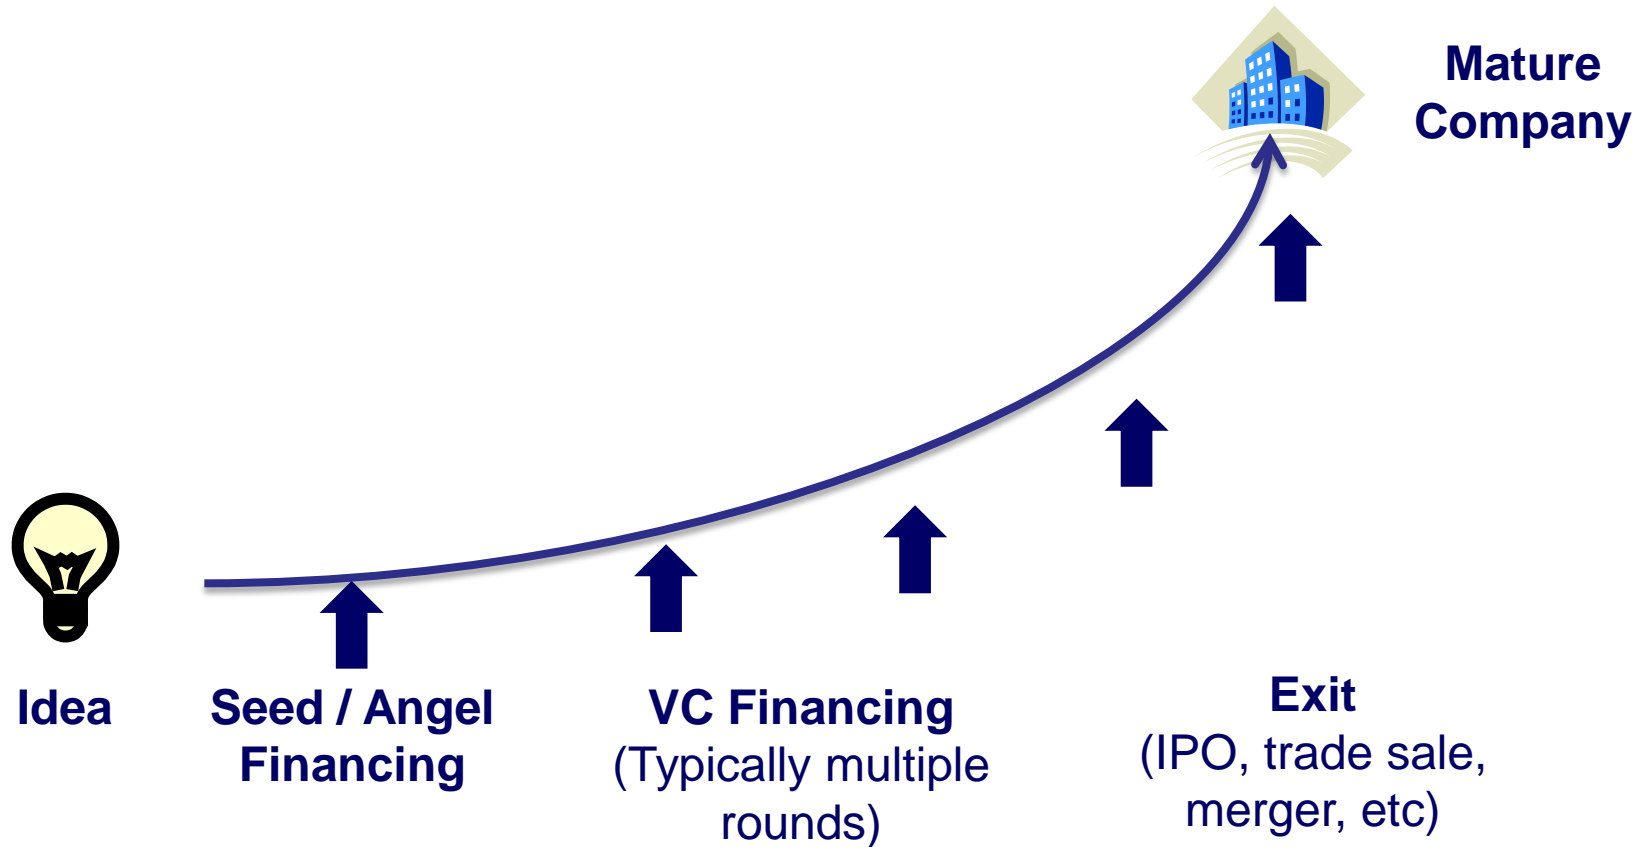 Mature
Company
Idea
Seed / Angel
Financing
VC Financing
(Typically multiple
rounds)
Exit
(IPO, trade sale,
merger, etc)